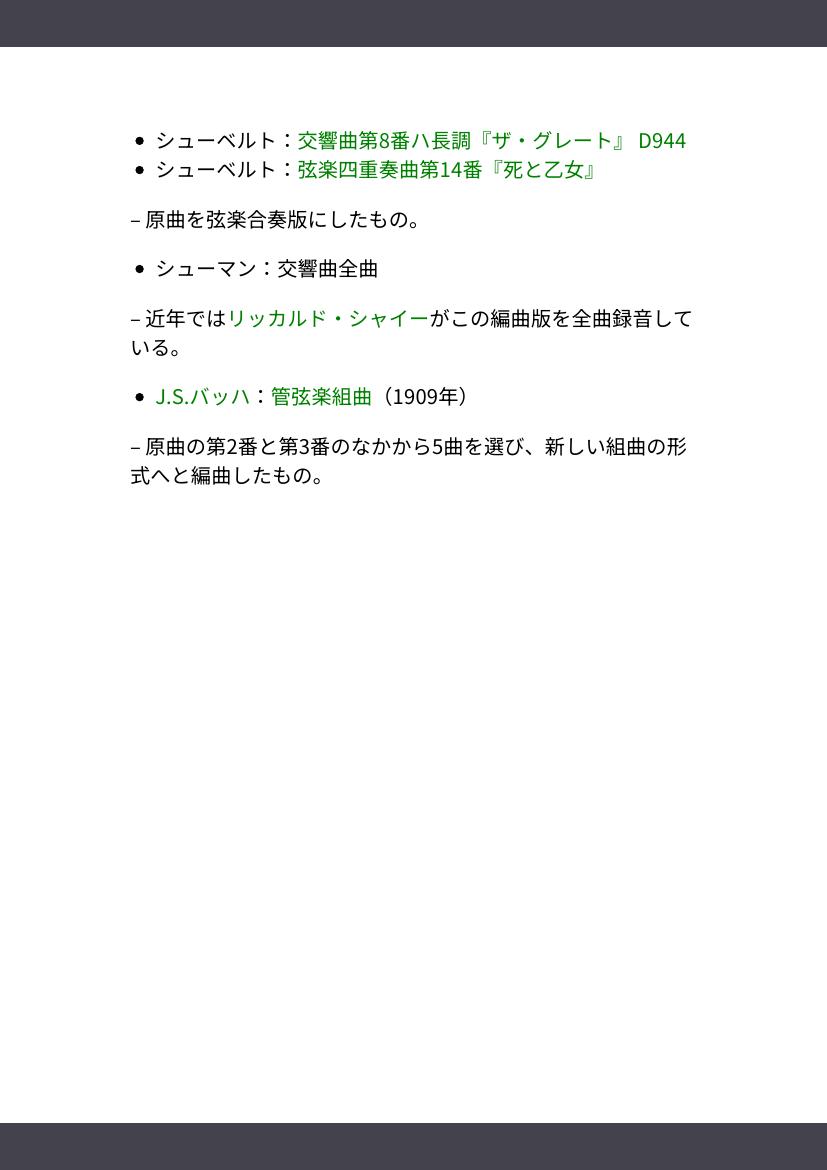 • シューベルト：交響曲第8番ハ長調『ザ・グレート』 D944
• シューベルト：弦楽四重奏曲第14番『死と乙女』
– 原曲を弦楽合奏版にしたもの。
• シューマン：交響曲全曲
– 近年ではリッカルド・シャイーがこの編曲版を全曲録音して
いる。
• J.S.バッハ：管弦楽組曲（1909年）
– 原曲の第2番と第3番のなかから5曲を選び、新しい組曲の形
式へと編曲したもの。